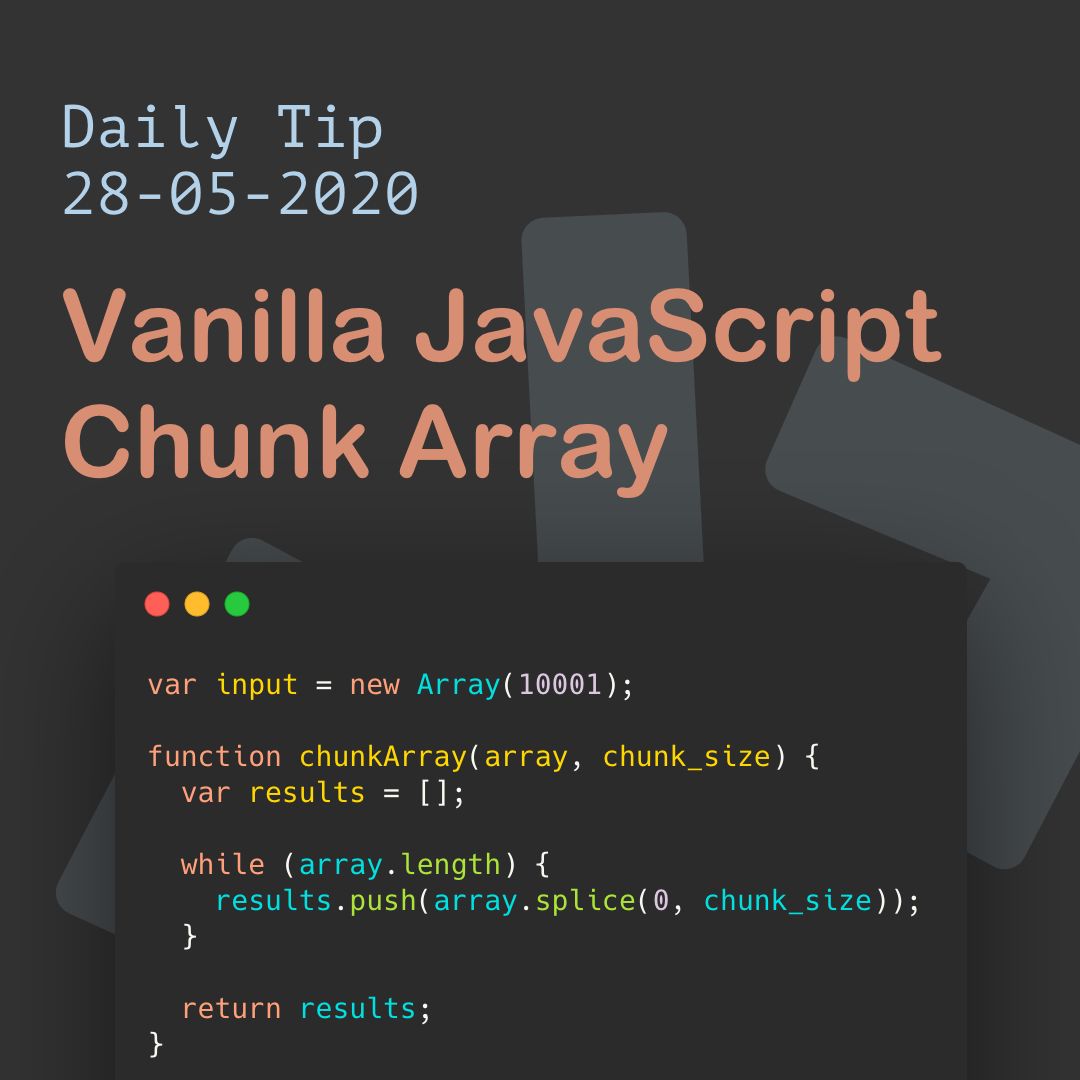 Daily Tip
28-05-2020
Vanilla JavaScript
Chunk Array
var input = new Array(10001);
function chunkArray(array, chunk_size) {
  var results = [];
  while (array.length) {
    results.push(array.splice(0, chunk_size));
  }
  return results;
}